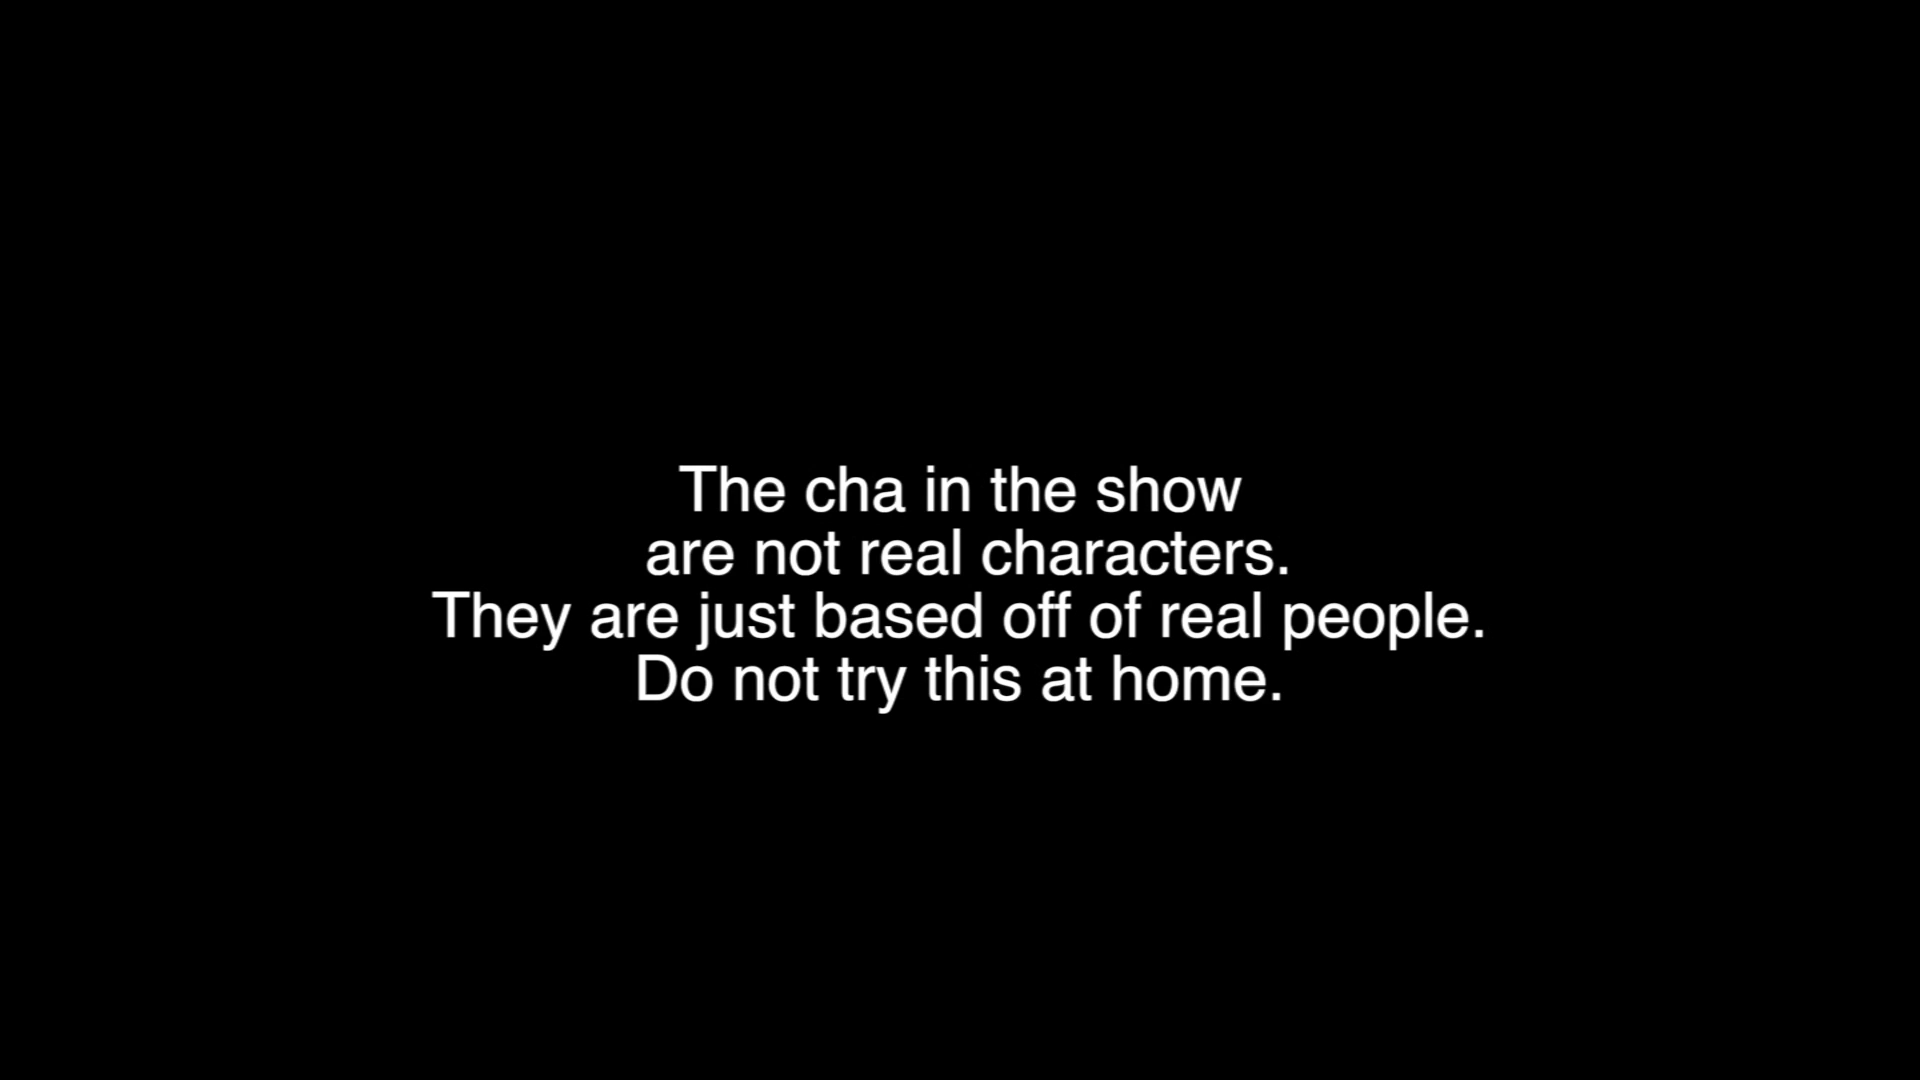 The cha in the show
are not real characters.
They are just based off of real people.
Do not try this at home.